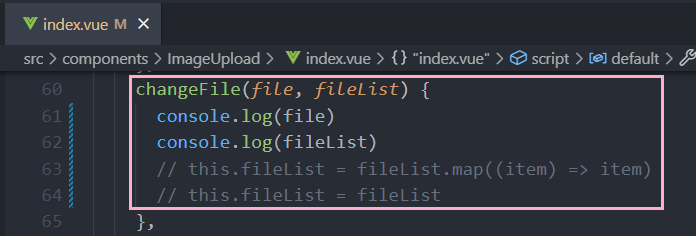 index.vue M
src > components > ImageUpload > index.vue > {} "index.vue" > script > default >
60 changeFile(file, fileList) {
61 console.log(file)
62 console.log(fileList)
63 // this.fileList = fileList.map((item) => item)
64 // this.fileList = fileList
65 },